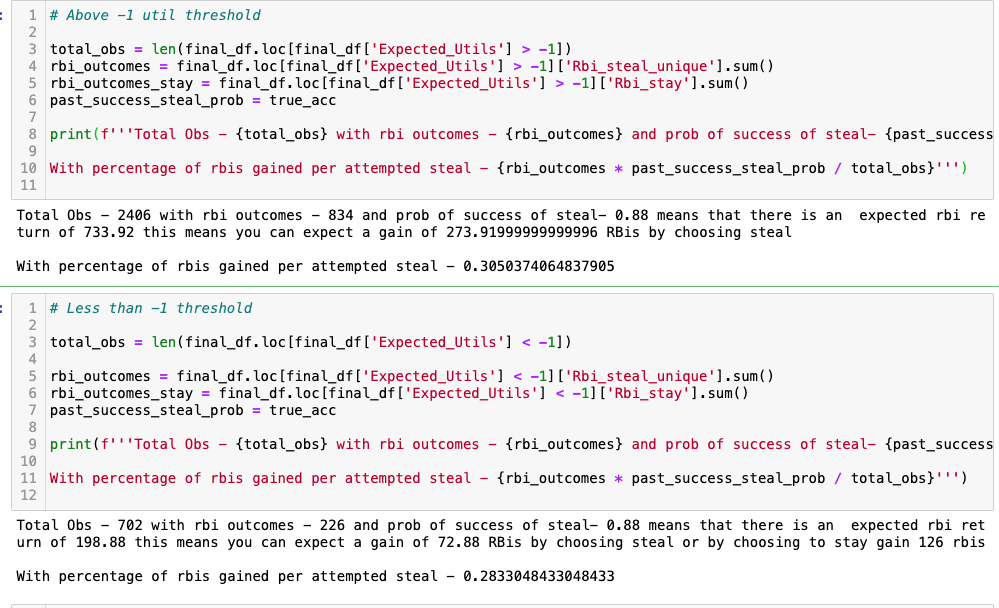 1 # Above -1 util threshold
2
3 total_obs = len(final_df.loc[final_df['Expected_Utils'] > -1])
4 rbi_outcomes = final_df.loc[final_df['Expected_Utils'] > -1]['Rbi_steal_unique'].sum()
5 rbi_outcomes_stay = final_df.loc[final_df['Expected_Utils'] > -1]['Rbi_stay'].sum()
6 past_success_steal_prob = true_acc
7
8 print(f'''Total Obs - {total_obs} with rbi outcomes - {rbi_outcomes} and prob of success of steal- {past_success
9
10 With percentage of rbis gained per attempted steal - {rbi_outcomes * past_success_steal_prob / total_obs}''')
11
Total Obs - 2406 with rbi outcomes - 834 and prob of success of steal- 0.88 means that there is an  expected rbi re
turn of 733.92 this means you can expect a gain of 273.91999999999996 RBis by choosing steal
With percentage of rbis gained per attempted steal - 0.3050374064837905
1 # Less than -1 threshold
2
3 total_obs = len(final_df.loc[final_df['Expected_Utils'] < -1])
4
5 rbi_outcomes = final_df.loc[final_df['Expected_Utils'] < -1]['Rbi_steal_unique'].sum()
6 rbi_outcomes_stay = final_df.loc[final_df['Expected_Utils'] < -1]['Rbi_stay'].sum()
7 past_success_steal_prob = true_acc
8
9 print(f'''Total Obs - {total_obs} with rbi outcomes - {rbi_outcomes} and prob of success of steal- {past_success
10
11 With percentage of rbis gained per attempted steal - {rbi_outcomes * past_success_steal_prob / total_obs}''')
12
Total Obs - 702 with rbi outcomes - 226 and prob of success of steal- 0.88 means that there is an  expected rbi ret
urn of 198.88 this means you can expect a gain of 72.88 RBis by choosing steal or by choosing to stay gain 126 rbis
With percentage of rbis gained per attempted steal - 0.2833048433048433